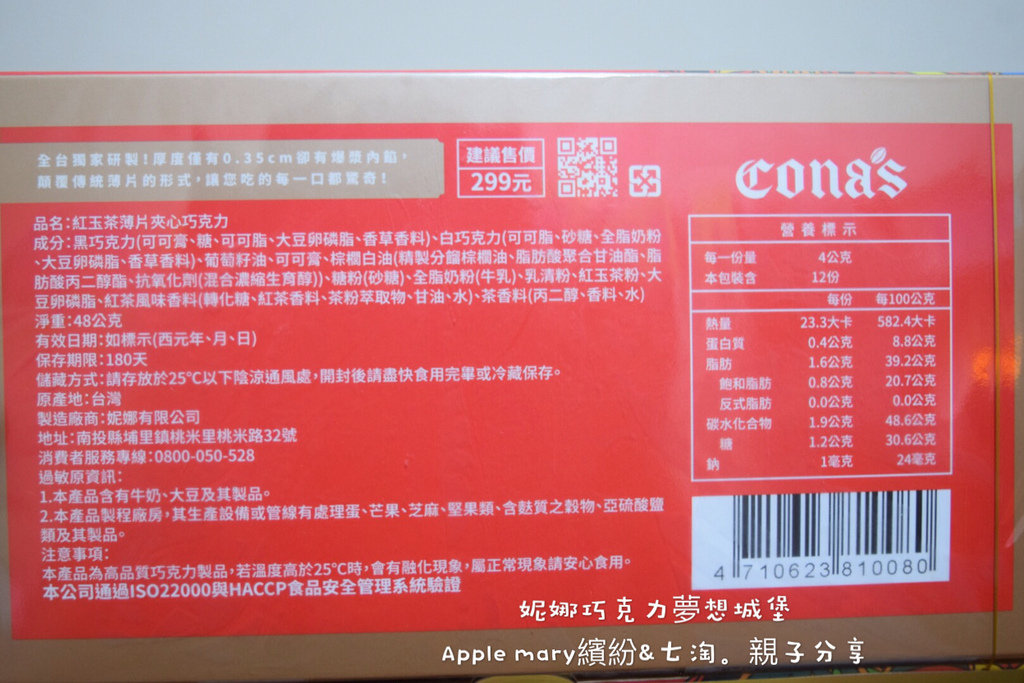 全台獨家研製!厚度僅有0.35cm卻有爆漿內餡,
顛覆傳統薄片的形式,讓您吃的每一口都驚奇!
建議售價
299元
cona's
品名:紅玉茶薄片夾心巧克力
成分:黑巧克力(可可膏、糖、可可脂、大豆卵磷脂、香草香料)、白巧克力(可可脂、砂糖、全脂奶粉
、大豆卵磷脂、香草香料)、葡萄籽油、可可膏、棕櫚白油(精製分餾棕櫚油、脂肪酸聚合甘油酯、脂
肪酸丙二醇酯、抗氧化劑(混合濃縮生育醇))、糖粉(砂糖)、全脂奶粉(牛乳)、乳清粉、紅玉茶粉、大
豆卵磷脂、紅茶風味香料(轉化糖、紅茶香料、茶粉萃取物、甘油、水)、茶香料(丙二醇、香料、水)
淨重:48公克
有效日期:如標示(西元年、月、日)
保存期限:180天
儲藏方式:請存放於25℃以下陰涼通風處,開封後請盡快食用完畢或冷藏保存。
原產地:台灣
製造廠商:妮娜有限公司
地址:南投縣埔里鎮桃米里桃米路32號
消費者服務專線:0800-050-528
過敏原資訊:
1.本產品含有牛奶、大豆及其製品。
2.本產品製程廠房,其生產設備或管線有處理蛋、芒果、芝麻、堅果類、含麩質之穀物、亞硫酸鹽
類及其製品。
注意事項:
本產品為高品質巧克力製品,若溫度高於25℃時,會有融化現象,屬正常現象請安心食用。
本公司通過ISO22000與HACCP食品安全管理系統驗證
營養標示
每一份量 4公克
本包裝含 12份
每份 每100公克
熱量 23.3大卡 582.4大卡
蛋白質 0.4公克 8.8公克
脂肪 1.6公克 39.2公克
飽和脂肪 0.8公克 20.7公克
反式脂肪 0.0公克 0.0公克
碳水化合物 1.9公克 48.6公克
糖 1.2公克 30.6公克
鈉 1毫克 24毫克
4 710623 810080
妮娜巧克力夢想城堡
Apple mary繽紛&七淘。親子分享